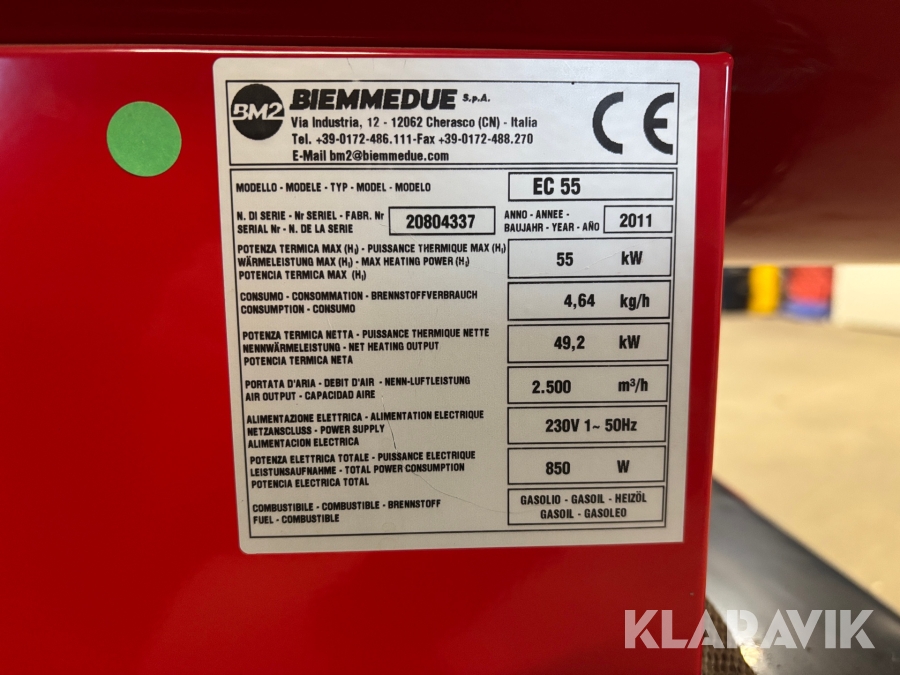 BM2 BIEMMEDUE S.p.A.
Via Industria, 12 - 12062 Cherasco (CN) - Italia
Tel. +39-0172-486.111-Fax +39-0172-488.270
E-Mail bm2@biemmedue.com
CE
MODELLO - MODELE - TYP - MODEL - MODELO
EC 55
N. DI SERIE - Nr SERIEL - FABR. Nr
SERIAL Nr - N. DE LA SERIE
20804337
ANNO - ANNEE -
BAUJAHR - YEAR - AÑO
2011
POTENZA TERMICA MAX (Hᵢ) - PUISSANCE THERMIQUE MAX (Hᵢ)
WÄRMELEISTUNG MAX (Hᵢ) - MAX HEATING POWER (Hᵢ)
POTENCIA TERMICA MAX (Hᵢ)
55 kW
CONSUMO - CONSOMMATION - BRENNSTOFFVERBRAUCH
CONSUMPTION - CONSUMO
4,64 kg/h
POTENZA TERMICA NETTA - PUISSANCE THERMIQUE NETTE
NENNWÄRMELEISTUNG - NET HEATING OUTPUT
POTENCIA TERMICA NETA
49,2 kW
PORTATA D'ARIA - DEBIT D'AIR - NENN-LUFTLEISTUNG
AIR OUTPUT - CAPACIDAD AIRE
2.500 m³/h
ALIMENTAZIONE ELETTRICA - ALIMENTATION ELECTRIQUE
NETZANSCLUSS - POWER SUPPLY
ALIMENTACION ELECTRICA
230V 1~ 50Hz
POTENZA ELETTRICA TOTALE - PUISSANCE ELECTRIQUE
LEISTUNSAUFNAHME - TOTAL POWER CONSUMPTION
POTENCIA ELECTRICA TOTAL
850 W
COMBUSTIBILE - COMBUSTIBLE - BRENNSTOFF
FUEL - COMBUSTIBLE
GASOLIO - GASOIL - HEIZÖL
GASOIL - GASOLEO
KLARAVIK